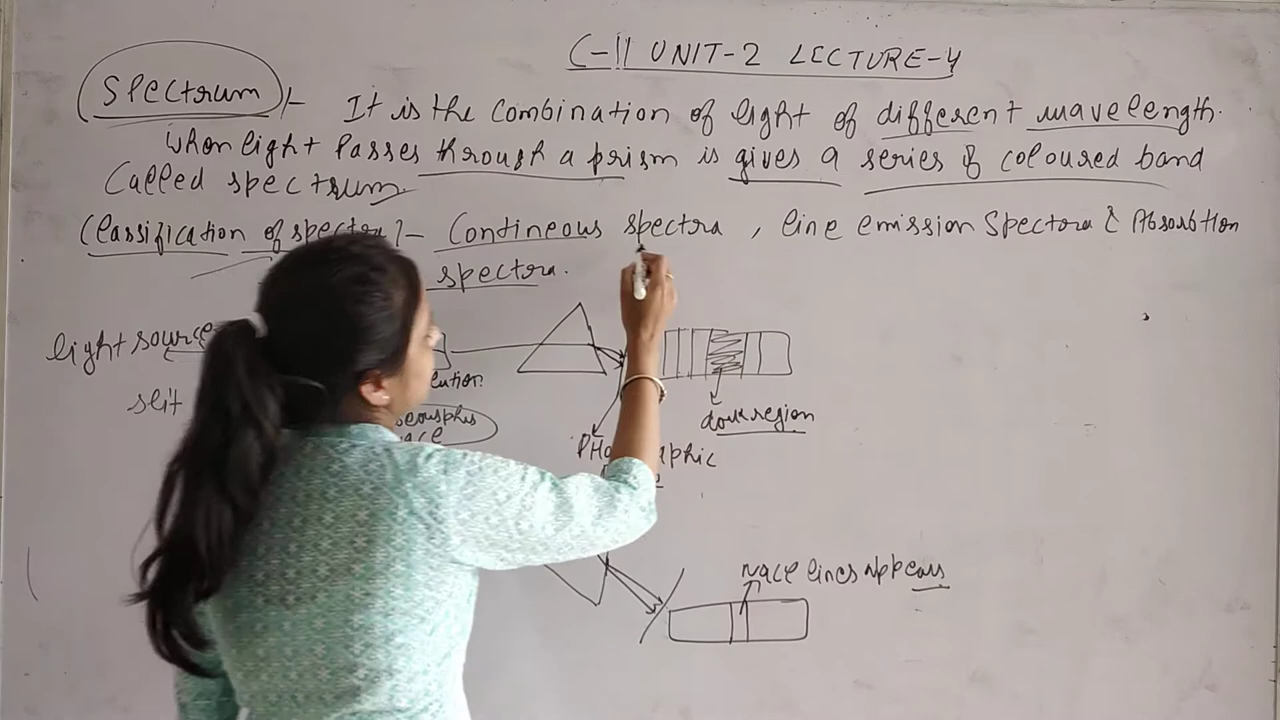 C-11 UNIT-2 LECTURE-4
Spectrum :- It is the combination of light of different wavelength.
When light passes through a prism is gives a series of coloured band
Called spectrum.
Classification of spectra :- Contineous spectra, line emission Spectra & Absorbtion
spectra.
light source
slit
dark region
lines appears